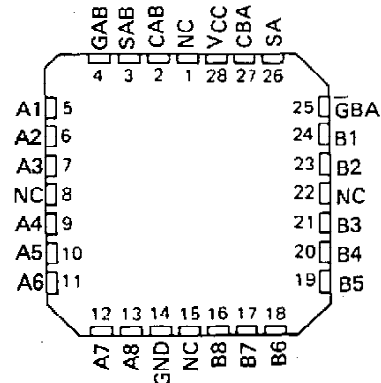 GAB SAB CAB NC VCC CBA SA
4 3 2 1 28 27 26
A1 5 25 G̅BA
A2 6 24 B1
A3 7 23 B2
NC 8 22 NC
A4 9 21 B3
A5 10 20 B4
A6 11 19 B5
12 13 14 15 16 17 18
A7 A8 GND NC B8 B7 B6